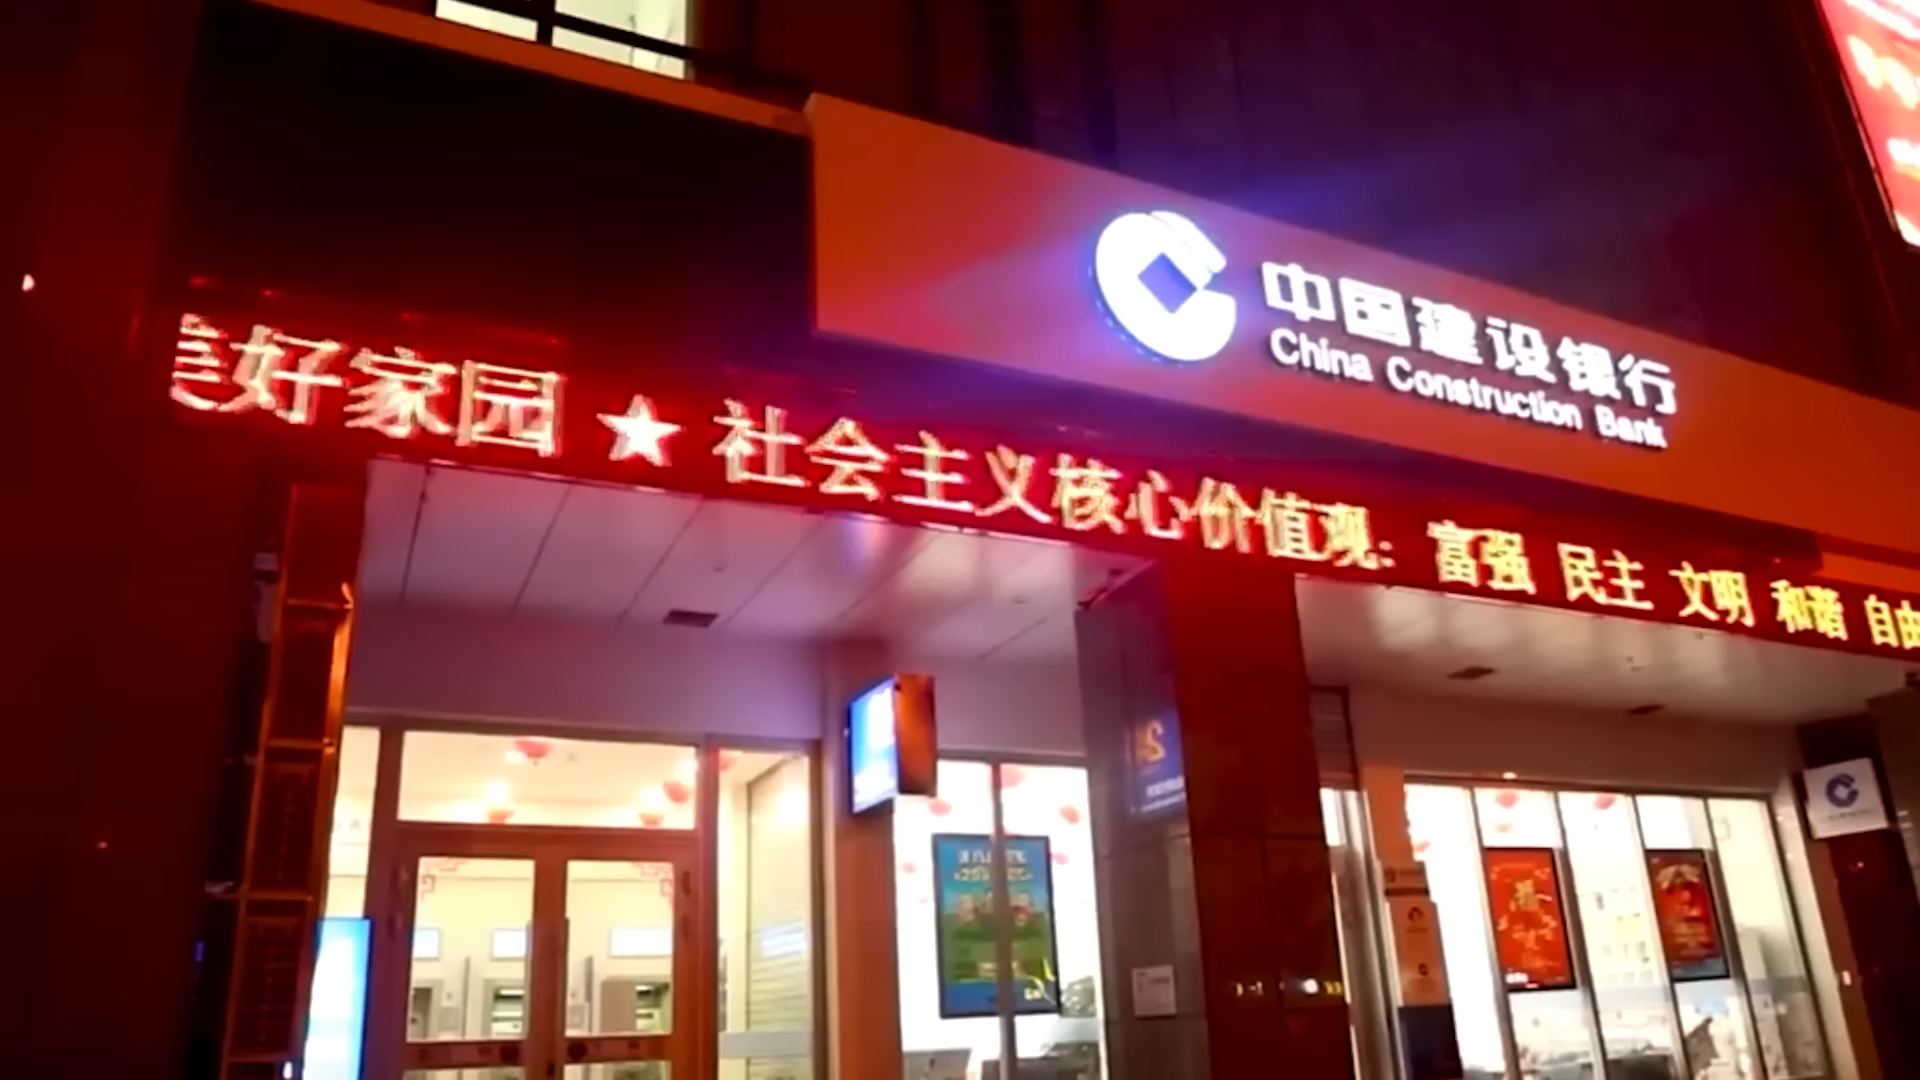 中国建设银行
China Construction Bank
美好家园 ★ 社会主义核心价值观: 富强 民主 文明 和谐 自由